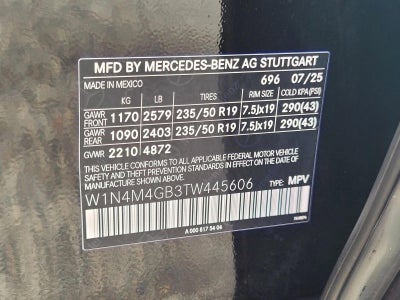 MFD BY MERCEDES-BENZ AG STUTTGART
MADE IN MEXICO 696 07/25
KG LB TIRES RIM SIZE COLD KPA(PSI)
GAWR FRONT 1170 2579 235/50 R19 7.5Jx19 290(43)
GAWR REAR 1090 2403 235/50 R19 7.5Jx19 290(43)
GVWR 2210 4872
THIS VEHICLE CONFORMS TO ALL APPLICABLE FEDERAL MOTOR VEHICLE
SAFETY STANDARDS IN EFFECT ON THE DATE OF MANUFACTURE SHOWN ABOVE.
W1N4M4GB3TW445606 TYPE: MPV
A 000 817 54 06